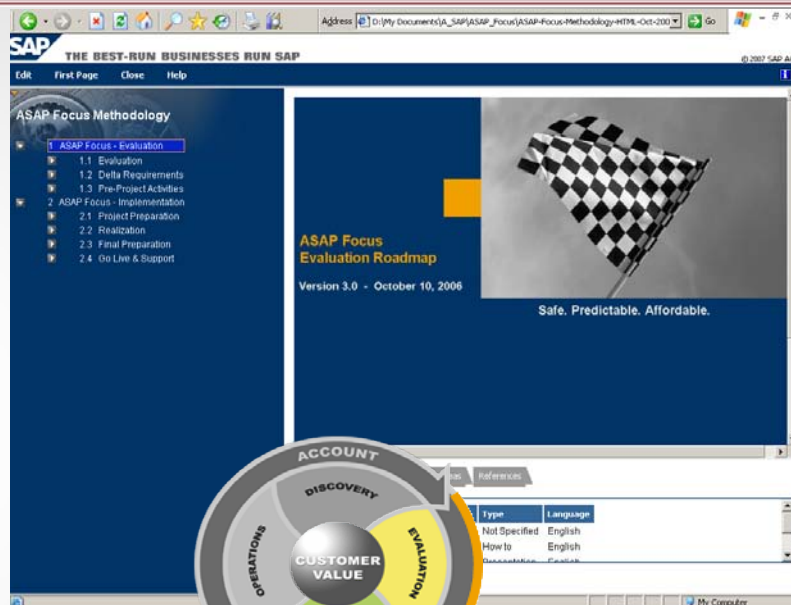 Address D:\My Documents\A_SAP\ASAP_Focus\ASAP-Focus-Methodology-HTML-Oct-200 Go
SAP
THE BEST-RUN BUSINESSES RUN SAP
© 2007 SAP A
Edit First Page Close Help
ASAP Focus Methodology
1 ASAP Focus - Evaluation
1.1 Evaluation
1.2 Delta Requirements
1.3 Pre-Project Activities
2 ASAP Focus - Implementation
2.1 Project Preparation
2.2 Realization
2.3 Final Preparation
2.4 Go Live & Support
ASAP Focus
Evaluation Roadmap
Version 3.0 - October 10, 2006
Safe. Predictable. Affordable.
References
Type Language
Not Specified English
How to English
Presentation English
ACCOUNT
DISCOVERY
EVALUATION
OPERATIONS
CUSTOMER
VALUE
My Computer